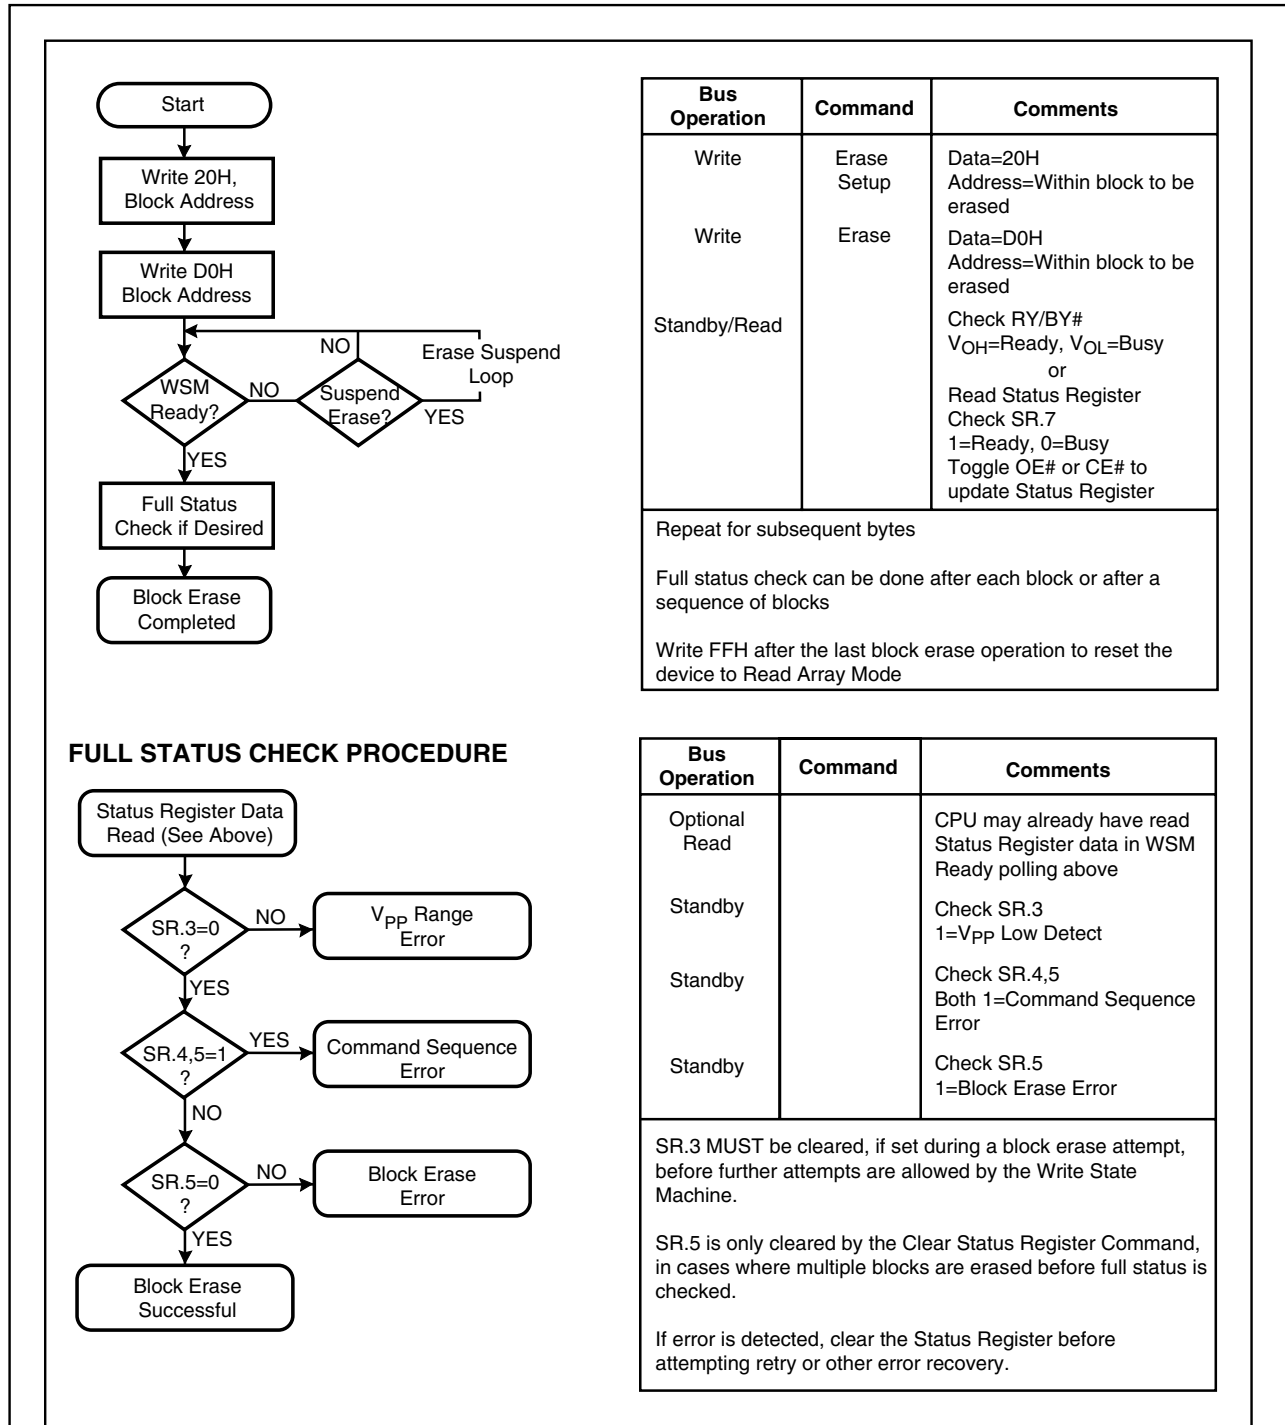 Start
Write 20H,
Block Address
Write D0H
Block Address
NO
Erase Suspend
Loop
WSM
Ready?
NO
Suspend
Erase?
YES
YES
Full Status
Check if Desired
Block Erase
Completed
Bus
Operation
Command
Comments
Write
Erase
Setup
Data=20H
Address=Within block to be
erased
Write
Erase
Data=D0H
Address=Within block to be
erased
Standby/Read
Check RY/BY#
VOH=Ready, VOL=Busy
or
Read Status Register
Check SR.7
1=Ready, 0=Busy
Toggle OE# or CE# to
update Status Register
Repeat for subsequent bytes
Full status check can be done after each block or after a
sequence of blocks
Write FFH after the last block erase operation to reset the
device to Read Array Mode
FULL STATUS CHECK PROCEDURE
Status Register Data
Read (See Above)
SR.3=0
?
NO
VPP Range
Error
YES
SR.4,5=1
?
YES
Command Sequence
Error
NO
SR.5=0
?
NO
Block Erase
Error
YES
Block Erase
Successful
Bus
Operation
Command
Comments
Optional
Read
CPU may already have read
Status Register data in WSM
Ready polling above
Standby
Check SR.3
1=VPP Low Detect
Standby
Check SR.4,5
Both 1=Command Sequence
Error
Standby
Check SR.5
1=Block Erase Error
SR.3 MUST be cleared, if set during a block erase attempt,
before further attempts are allowed by the Write State
Machine.
SR.5 is only cleared by the Clear Status Register Command,
in cases where multiple blocks are erased before full status is
checked.
If error is detected, clear the Status Register before
attempting retry or other error recovery.